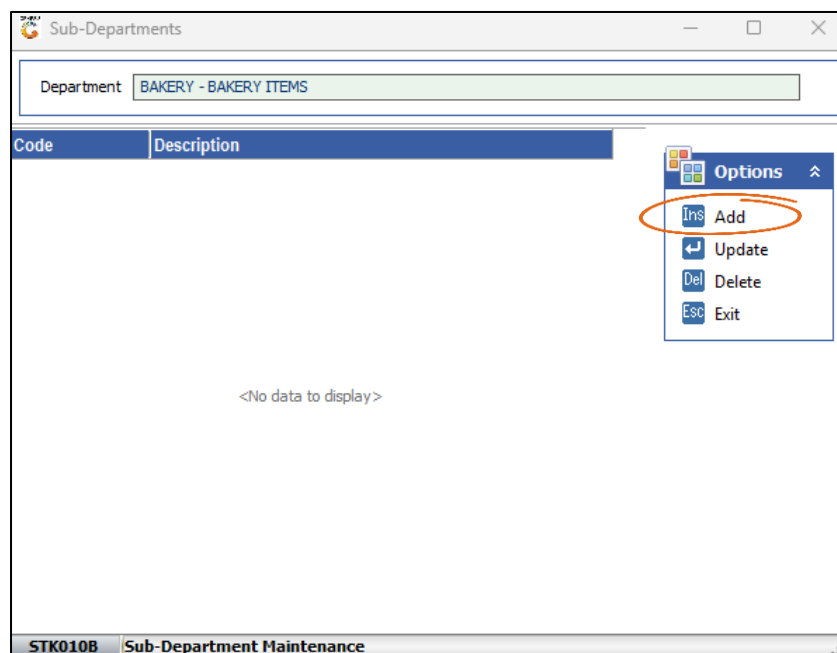 Sub-Departments
Department BAKERY - BAKERY ITEMS
Code Description
Options
Ins Add
Update
Del Delete
Esc Exit
<No data to display>
STK010B Sub-Department Maintenance